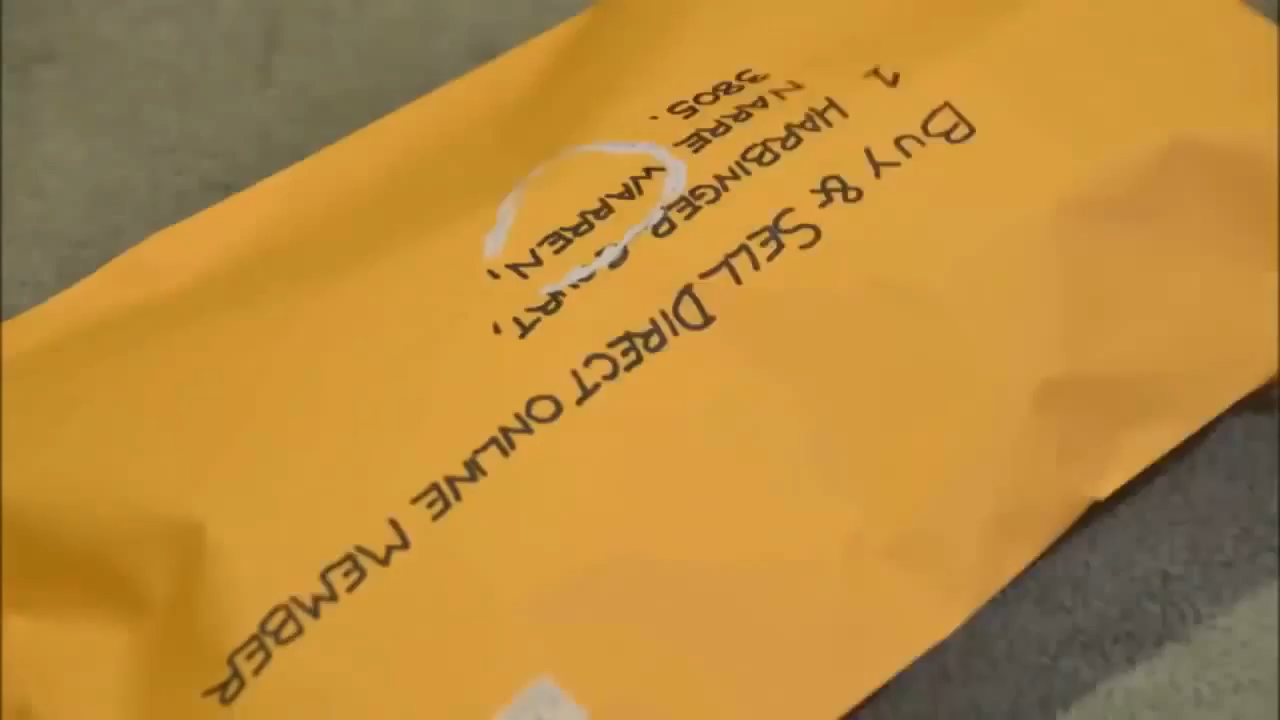 BUY & SELL DIRECT ONLINE MEMBER
1 HARBINGER COURT,
NARRE WARREN,
3805.